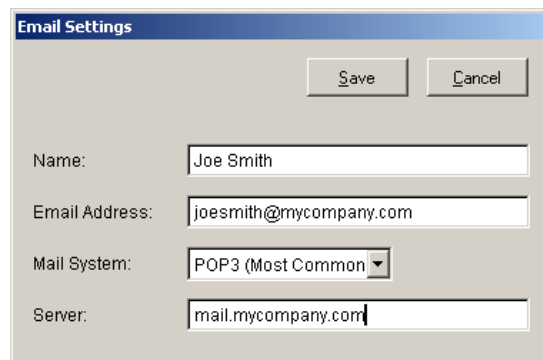 Email Settings
Save Cancel
Name: Joe Smith
Email Address: joesmith@mycompany.com
Mail System: POP3 (Most Common
Server: mail.mycompany.com